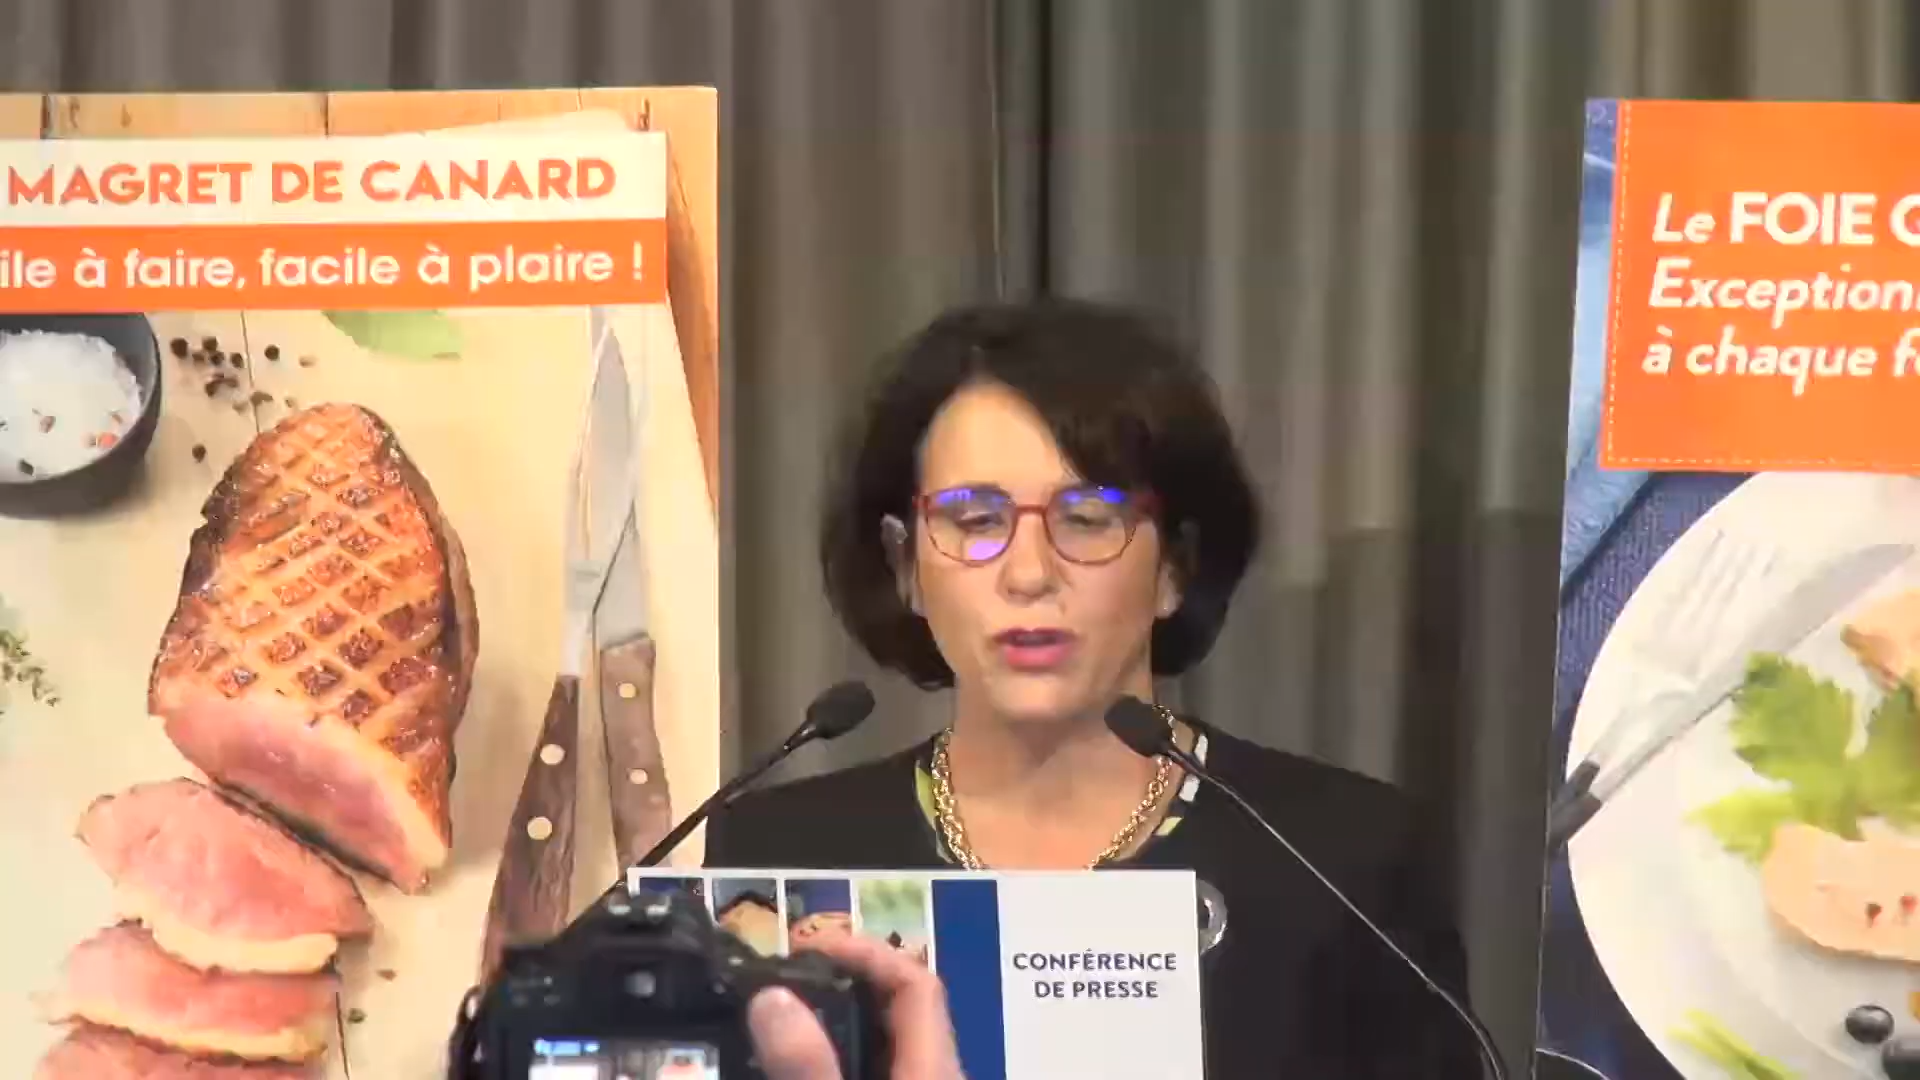 MAGRET DE CANARD
ile à faire, facile à plaire !
Le FOIE G
Exception
à chaque f
CONFÉRENCE
DE PRESSE